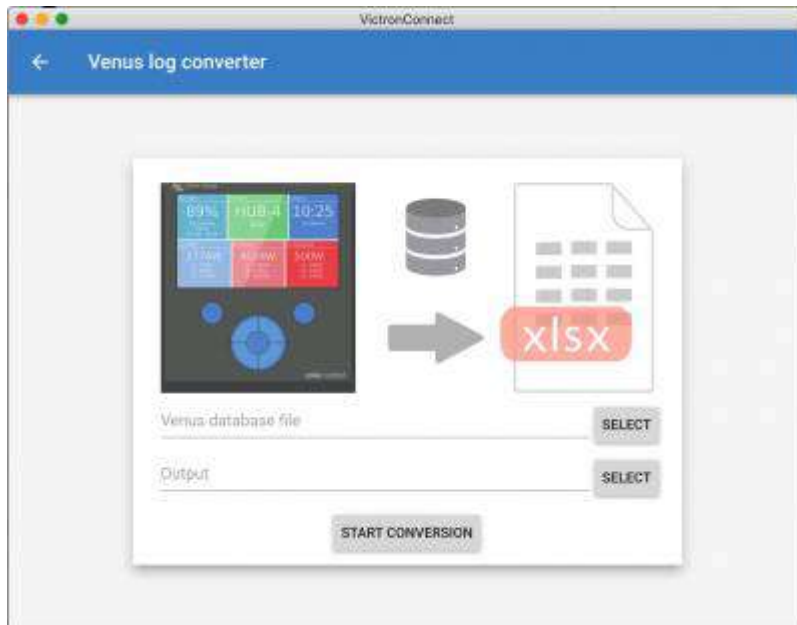 VictronConnect
Venus log converter
89% HUB-4 10:25
xlsx
Venus database file
SELECT
Output
SELECT
START CONVERSION